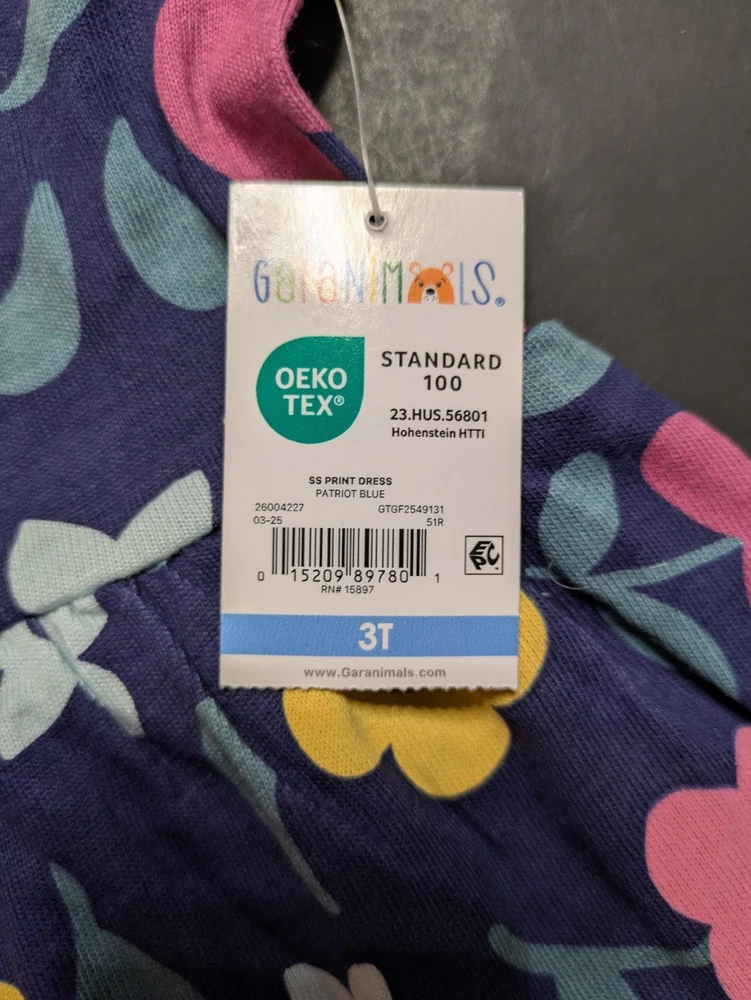 GaraNiMALS®
OEKO
TEX®
STANDARD
100
23.HUS.56801
Hohenstein HTTI
SS PRINT DRESS
PATRIOT BLUE
26004227 GTGF2549131
03-25 51R
0 15209 89780 1
EPC
RN# 15897
3T
www.Garanimals.com